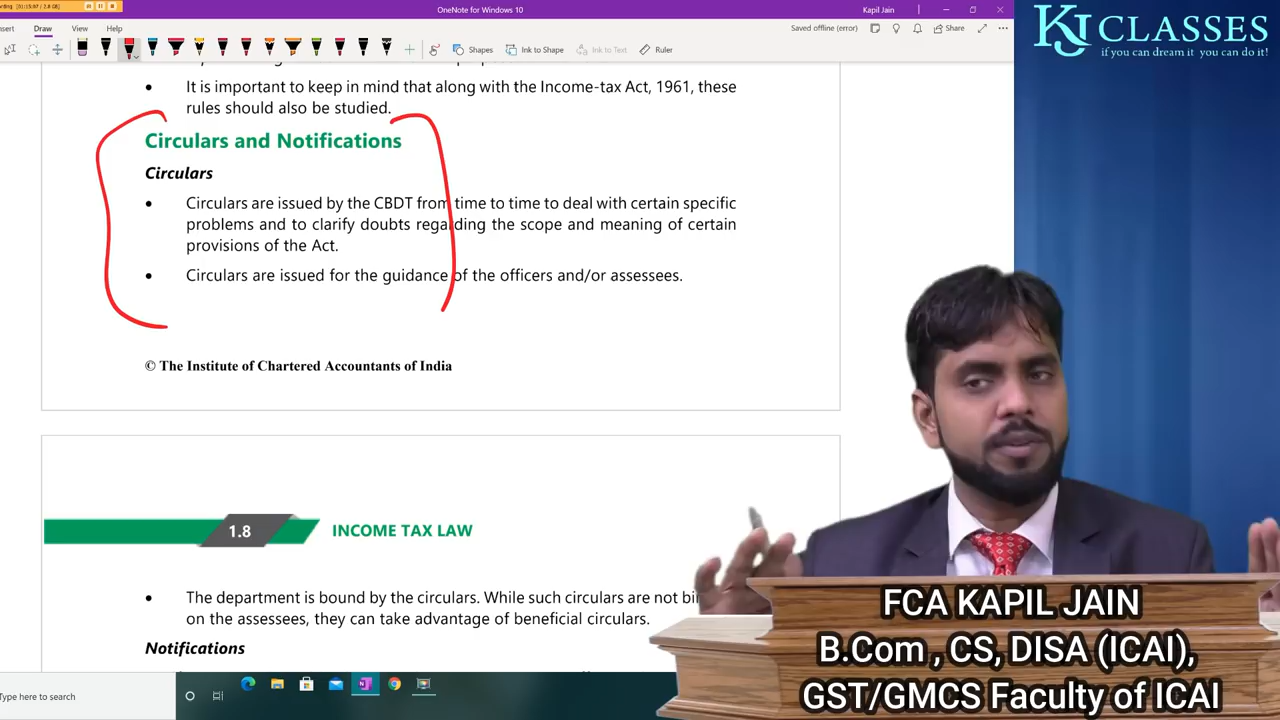 [0:15:97 / 2.8 GB]
OneNote for Windows 10
Kapil Jain
Draw
View
Help
Saved offline (error)
Share
Shapes
Ink to Shape
Ink to Text
Ruler
KJ CLASSES
if you can dream it you can do it!
• It is important to keep in mind that along with the Income-tax Act, 1961, these
rules should also be studied.
Circulars and Notifications
Circulars
• Circulars are issued by the CBDT from time to time to deal with certain specific
problems and to clarify doubts regarding the scope and meaning of certain
provisions of the Act.
• Circulars are issued for the guidance of the officers and/or assessees.
© The Institute of Chartered Accountants of India
1.8 INCOME TAX LAW
• The department is bound by the circulars. While such circulars are not
on the assessees, they can take advantage of beneficial circulars.
Notifications
Type here to search
FCA KAPIL JAIN
B.Com , CS, DISA (ICAI),
GST/GMCS Faculty of ICAI